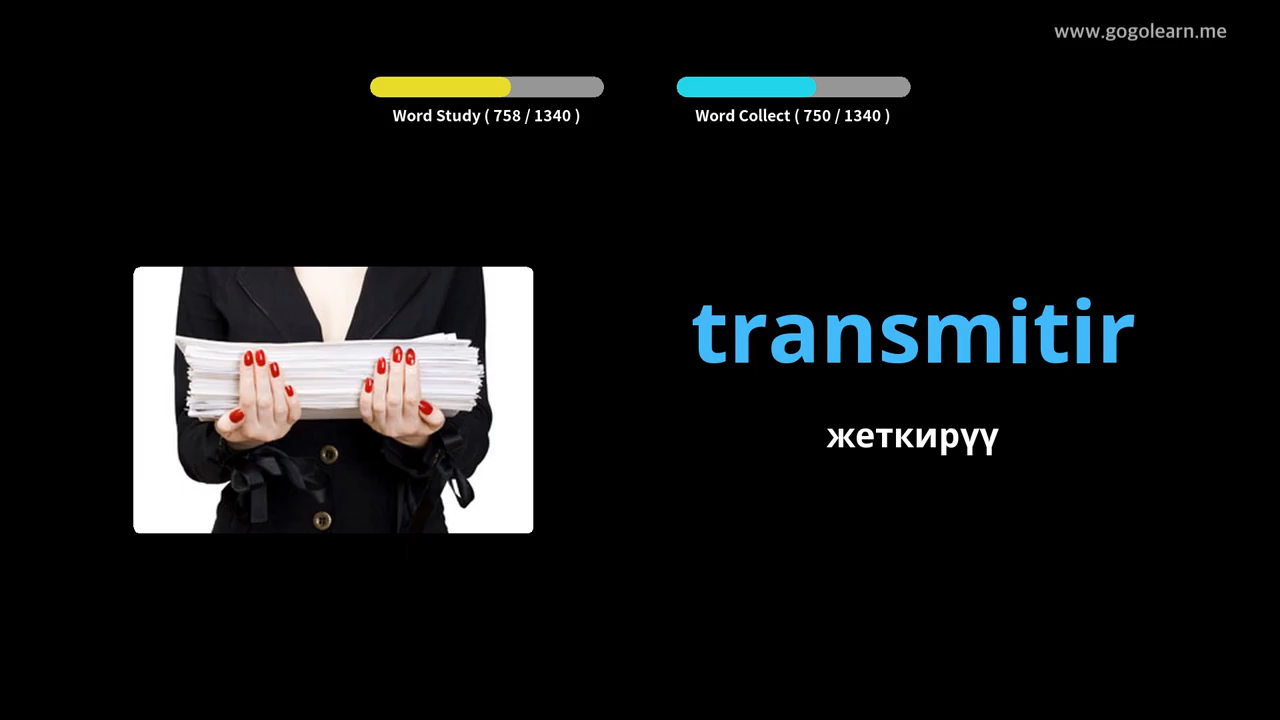 www.gogolearn.me
Word Study ( 758 / 1340 )
Word Collect ( 750 / 1340 )
transmitir
жеткирүү